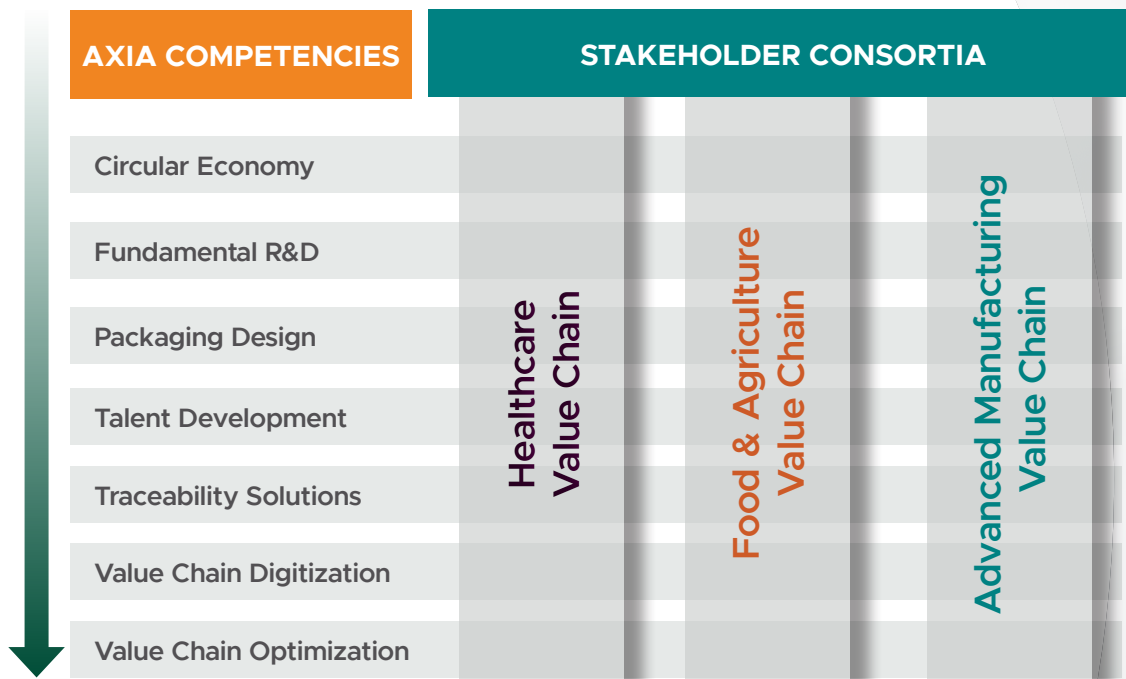 AXIA COMPETENCIES
STAKEHOLDER CONSORTIA
Circular Economy
Fundamental R&D
Packaging Design
Talent Development
Traceability Solutions
Value Chain Digitization
Value Chain Optimization
Healthcare
Value Chain
Food & Agriculture
Value Chain
Advanced Manufacturing
Value Chain